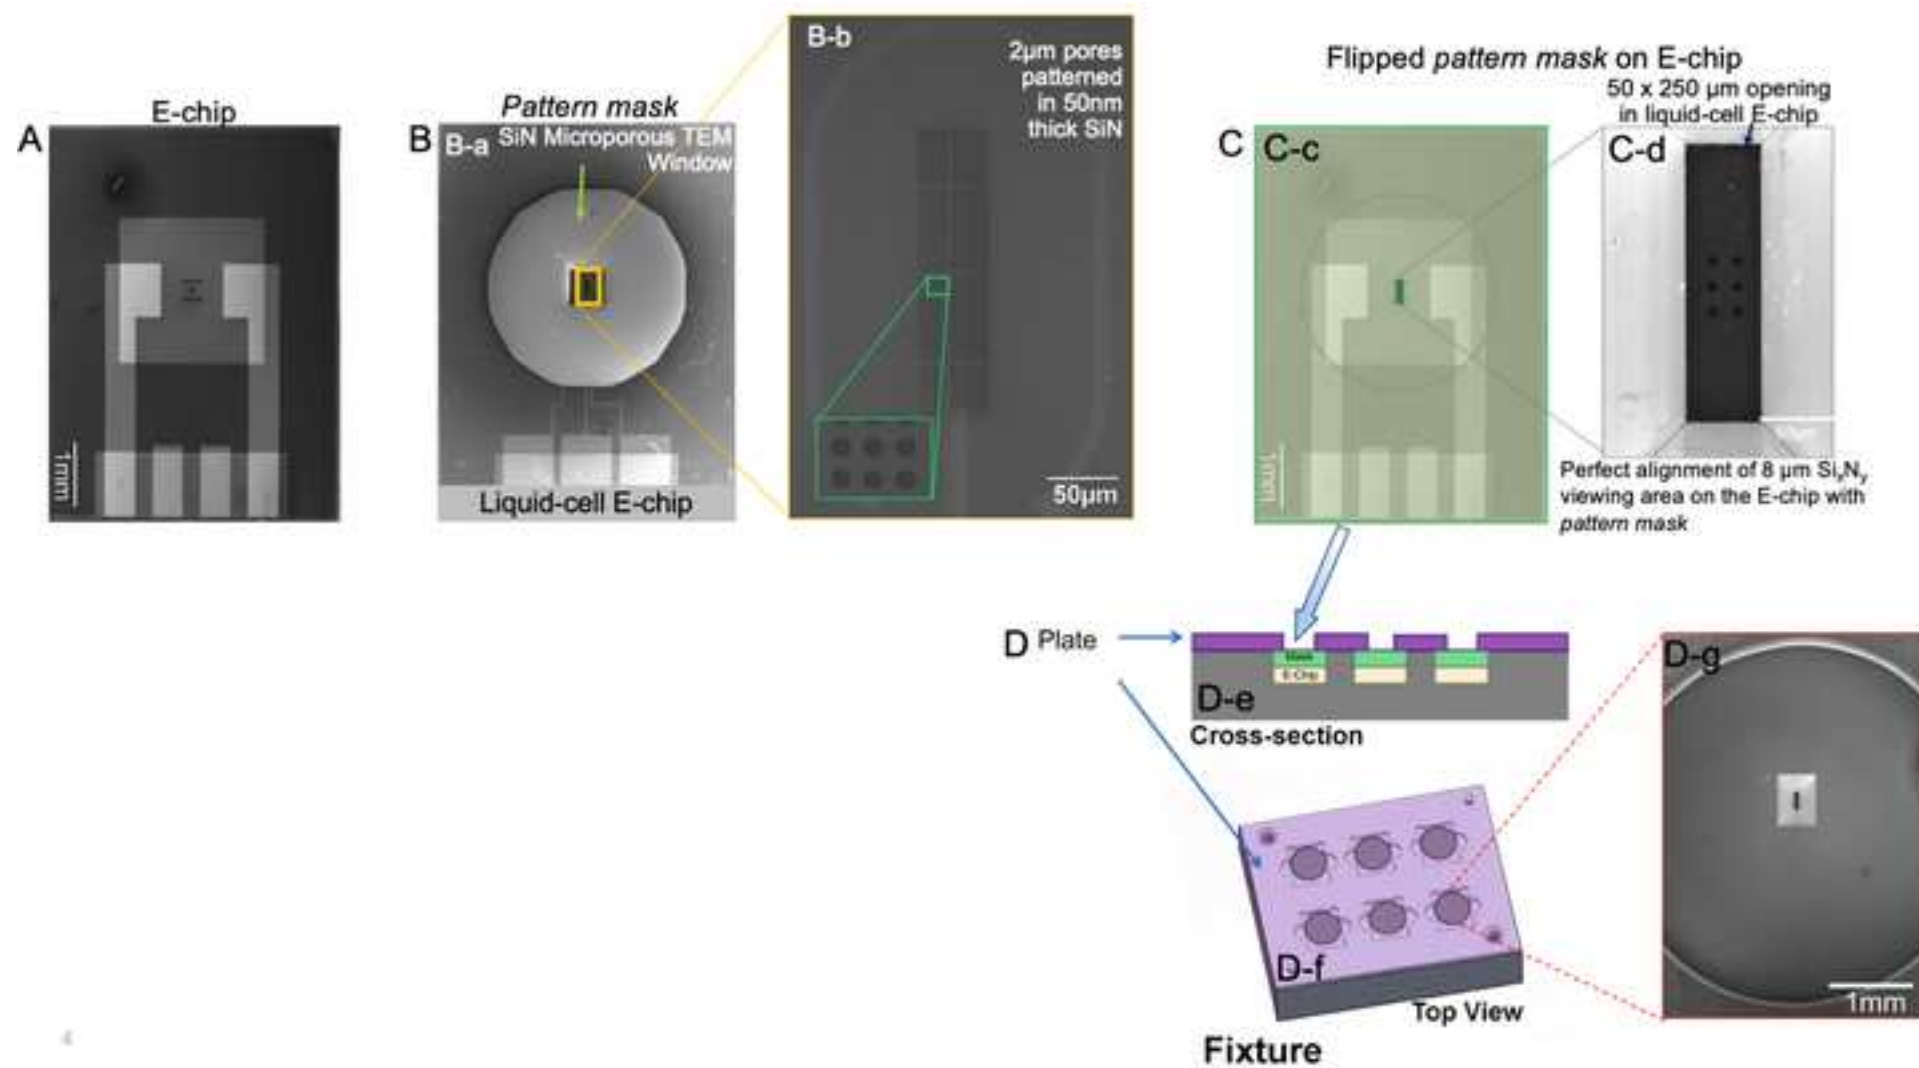 A
E-chip
1mm
B
Pattern mask
B-a
SiN Microporous TEM
Window
Liquid-cell E-chip
B-b
2µm pores
patterned
in 50nm
thick SiN
50µm
Flipped pattern mask on E-chip
50 x 250 µm opening
in liquid-cell E-chip
C
C-c
1mm
C-d
Perfect alignment of 8 µm SixNy
viewing area on the E-chip with
pattern mask
D
Plate
E Chip
D-e
Cross-section
D-f
Top View
Fixture
D-g
1mm